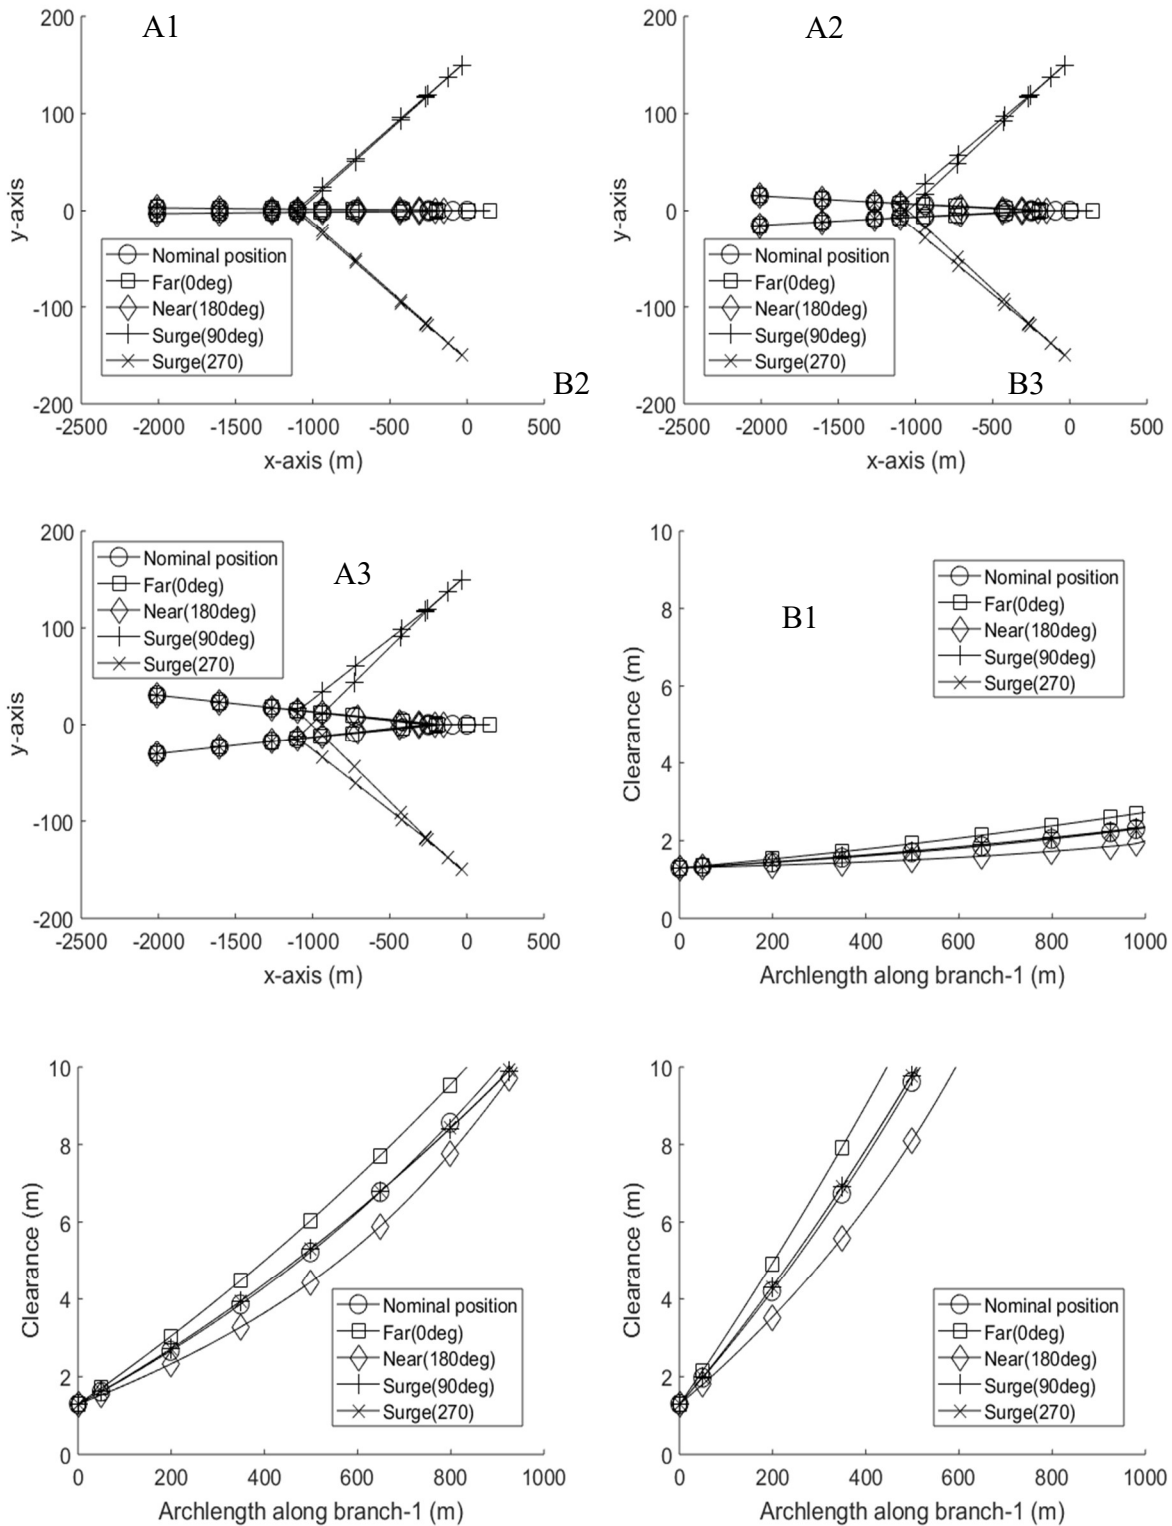 A1
200
100
0
-100
-200
y-axis
Nominal position
Far(0deg)
Near(180deg)
Surge(90deg)
Surge(270)
B2
-2500 -2000 -1500 -1000 -500 0 500
x-axis (m)
A2
200
100
0
-100
-200
y-axis
Nominal position
Far(0deg)
Near(180deg)
Surge(90deg)
Surge(270)
B3
-2500 -2000 -1500 -1000 -500 0 500
x-axis (m)
A3
200
100
0
-100
-200
y-axis
Nominal position
Far(0deg)
Near(180deg)
Surge(90deg)
Surge(270)
-2500 -2000 -1500 -1000 -500 0 500
x-axis (m)
B1
10
8
6
4
2
0
Clearance (m)
Nominal position
Far(0deg)
Near(180deg)
Surge(90deg)
Surge(270)
0 200 400 600 800 1000
Archlength along branch-1 (m)
10
8
6
4
2
0
Clearance (m)
Nominal position
Far(0deg)
Near(180deg)
Surge(90deg)
Surge(270)
0 200 400 600 800 1000
Archlength along branch-1 (m)
10
8
6
4
2
0
Clearance (m)
Nominal position
Far(0deg)
Near(180deg)
Surge(90deg)
Surge(270)
0 200 400 600 800 1000
Archlength along branch-1 (m)